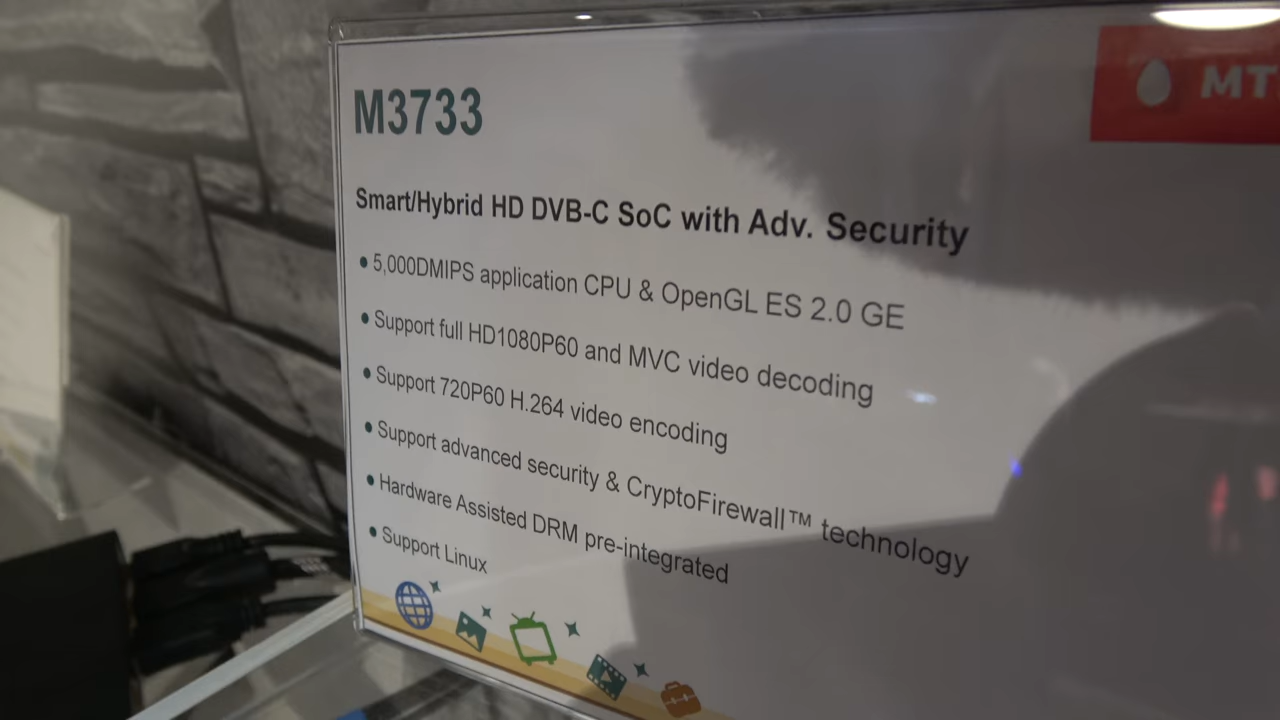 M3733
MT
Smart/Hybrid HD DVB-C SoC with Adv. Security
• 5,000DMIPS application CPU & OpenGL ES 2.0 GE
• Support full HD1080P60 and MVC video decoding
• Support 720P60 H.264 video encoding
• Support advanced security & CryptoFirewall™ technology
• Hardware Assisted DRM pre-integrated
• Support Linux